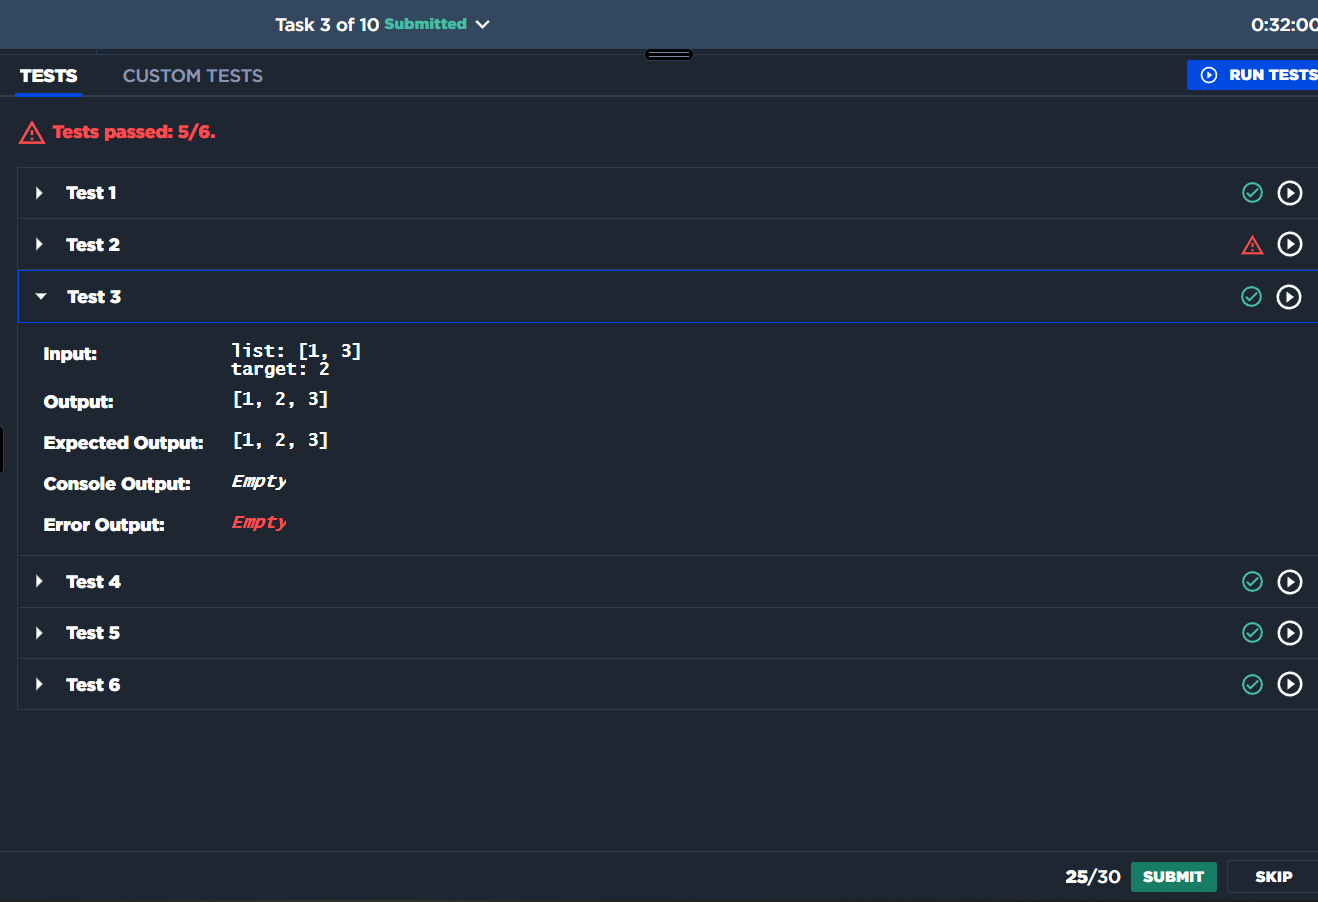 Task 3 of 10 Submitted
0:32:00
TESTS CUSTOM TESTS
RUN TESTS
Tests passed: 5/6.
Test 1
Test 2
Test 3
Input: list: [1, 3]
target: 2
Output: [1, 2, 3]
Expected Output: [1, 2, 3]
Console Output: Empty
Error Output: Empty
Test 4
Test 5
Test 6
25/30 SUBMIT SKIP